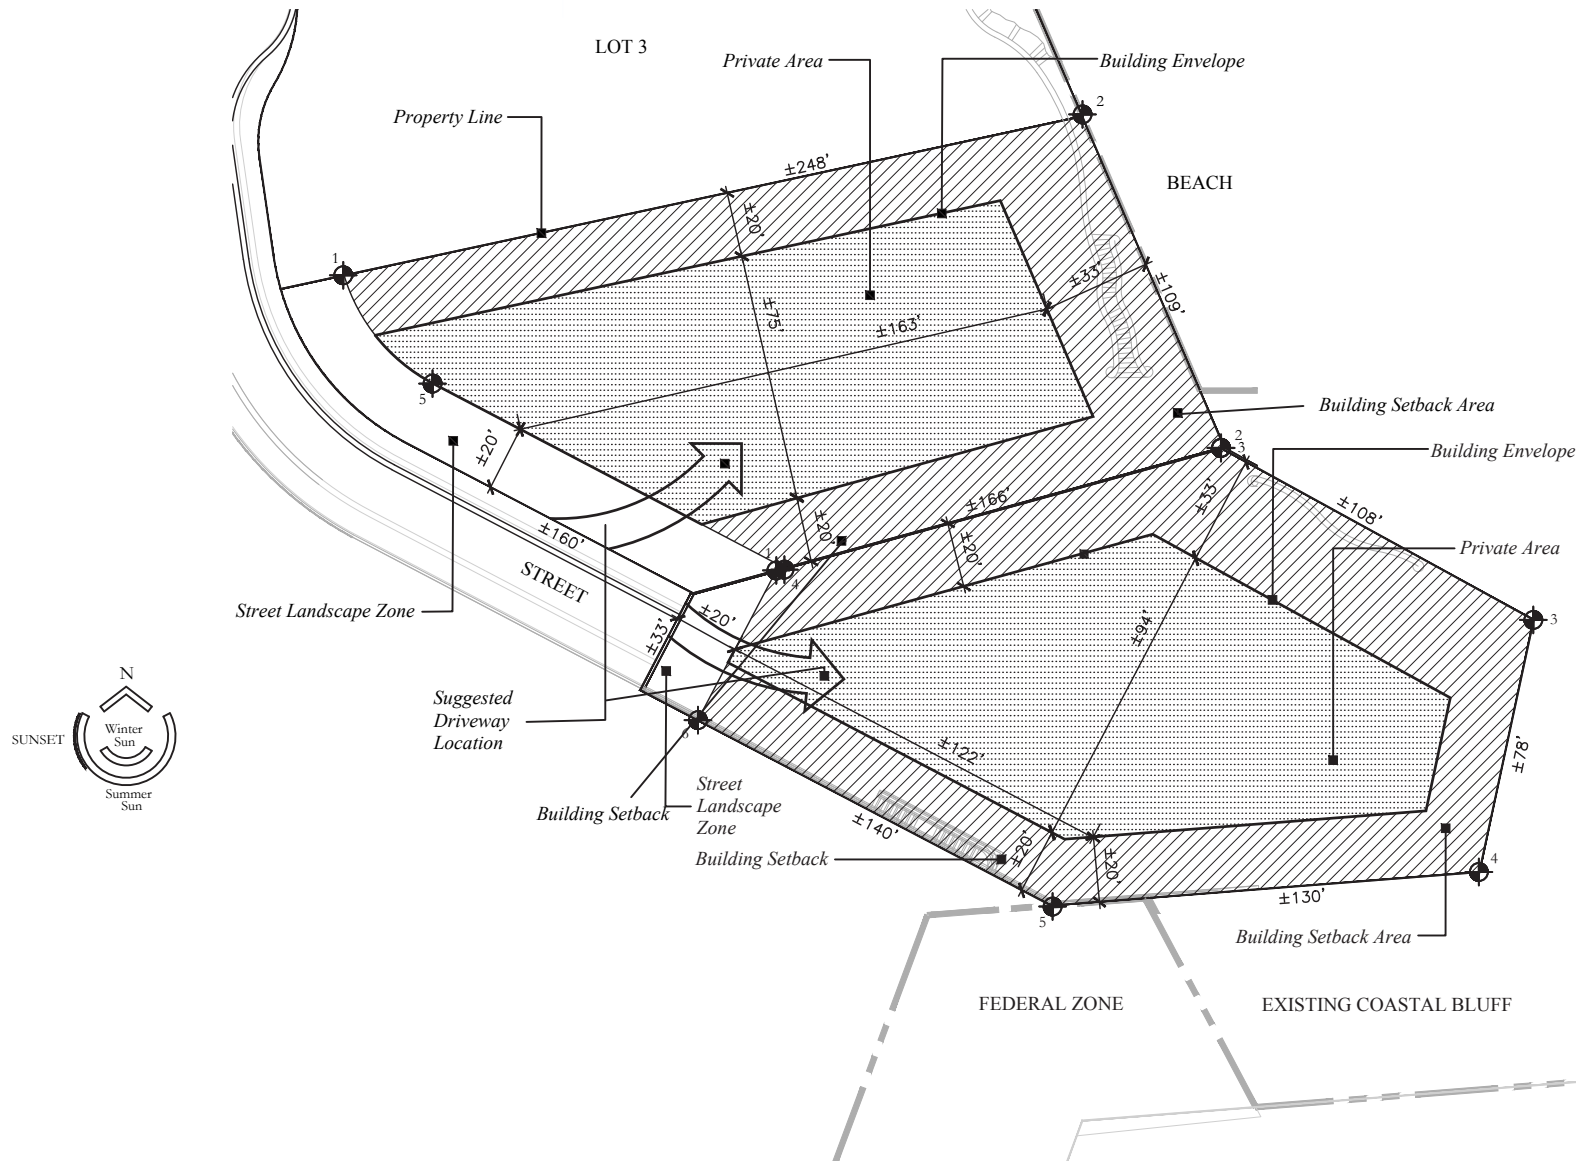 LOT 3
Private Area
Building Envelope
Property Line
2
±248'
BEACH
±20'
1
±33'
±109'
±75'
±163'
5
Building Setback Area
±20'
2
3
Building Envelope
±33'
±166'
±108'
±20'
±160'
±20'
Private Area
1
4
STREET
Street Landscape Zone
±20'
±33'
±94'
3
N
Winter
Sun
SUNSET
Summer
Sun
Suggested
Driveway
Location
6
±122'
±78'
Street
Landscape
Zone
Building Setback
±140'
±20'
±20'
Building Setback
4
±130'
5
Building Setback Area
FEDERAL ZONE
EXISTING COASTAL BLUFF